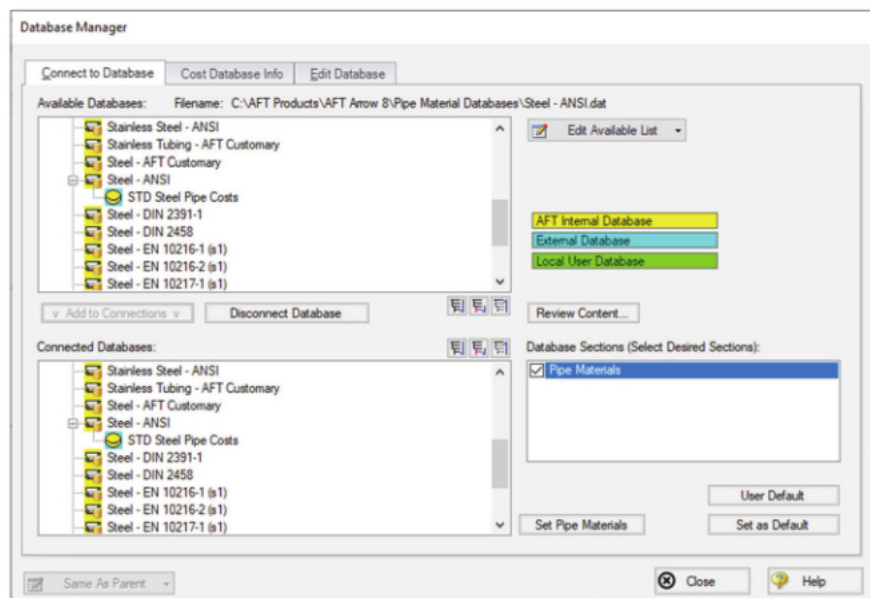 Database Manager
Connect to Database Cost Database Info Edit Database
Available Databases: Filename: C:\AFT Products\AFT Arrow 8\Pipe Material Databases\Steel - ANSI.dat
Stainless Steel - ANSI
Stainless Tubing - AFT Customary
Steel - AFT Customary
Steel - ANSI
STD Steel Pipe Costs
Steel - DIN 2391-1
Steel - DIN 2458
Steel - EN 10216-1 (s1)
Steel - EN 10216-2 (s1)
Steel - EN 10217-1 (s1)
Edit Available List
AFT Internal Database
External Database
Local User Database
v Add to Connections v Disconnect Database
Review Content...
Connected Databases:
Stainless Steel - ANSI
Stainless Tubing - AFT Customary
Steel - AFT Customary
Steel - ANSI
STD Steel Pipe Costs
Steel - DIN 2391-1
Steel - DIN 2458
Steel - EN 10216-1 (s1)
Steel - EN 10216-2 (s1)
Steel - EN 10217-1 (s1)
Database Sections (Select Desired Sections):
Pipe Materials
User Default
Set Pipe Materials Set as Default
Same As Parent Close Help